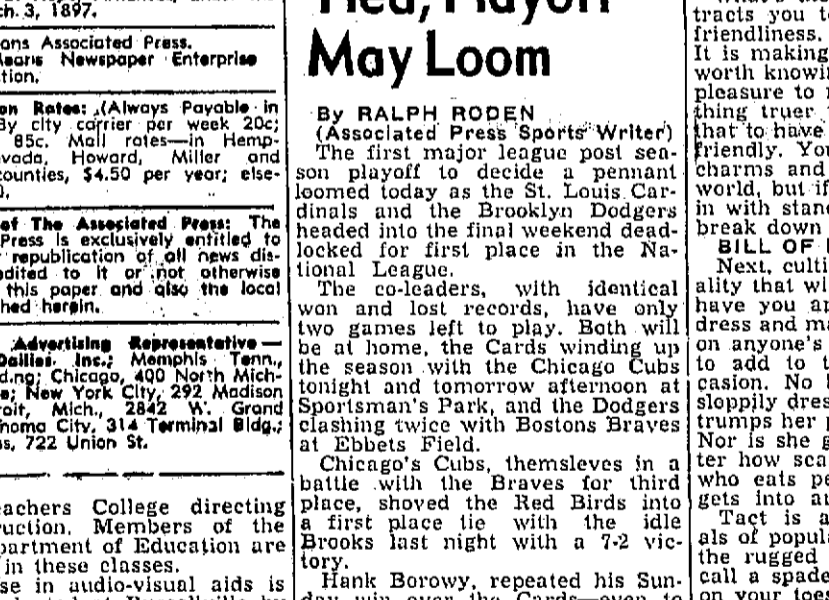 ch. 3, 1897.
ons Associated Press.
Newspaper Enterprise
tion.
on Rates: (Always Payable in
By city carrier per week 20c;
85c. Mail rates—in Hemp-
vada, Howard, Miller and
counties, $4.50 per year; else-
of The Associated Press: The
Press is exclusively entitled to
republication of all news dis-
edited to it or not otherwise
this paper and also the local
hed herein.
Advertising Representative—
Dailies, Inc.; Memphis Tenn.,
d.ng; Chicago, 400 North Mich-
e; New York City, 292 Madison
oit, Mich., 2842 W. Grand
homa City, 314 Terminal Bldg.;
s, 722 Union St.
eachers College directing
ruction. Members of the
partment of Education are
in these classes.
se in audio-visual aids is
Tied, Playoff
May Loom
By RALPH RODEN
(Associated Press Sports Writer)
The first major league post sea-
son playoff to decide a pennant
loomed today as the St. Louis Car-
dinals and the Brooklyn Dodgers
headed into the final weekend dead-
locked for first place in the Na-
tional League.
The co-leaders, with identical
won and lost records, have only
two games left to play. Both will
be at home, the Cards winding up
the season with the Chicago Cubs
tonight and tomorrow afternoon at
Sportsman's Park, and the Dodgers
clashing twice with Bostons Braves
at Ebbets Field.
Chicago's Cubs, themsleves in a
battle with the Braves for third
place, shoved the Red Birds into
a first place tie with the idle
Brooks last night with a 7-2 vic-
tory.
Hank Borowy, repeated his Sun-
day win over the Cards—even to
tracts you t
friendliness.
It is making
worth knowi
pleasure to
thing truer
that to have
friendly. You
charms and
world, but if
in with stan
break down
BILL OF
Next, culti
ality that wi
have you a
dress and ma
on anyone's
to add to t
casion. No
sloppily dres
trumps her
Nor is she g
ter how sca
who eats pe
gets into a
Tact is a
als of popula
the rugged
call a spade
on your toes